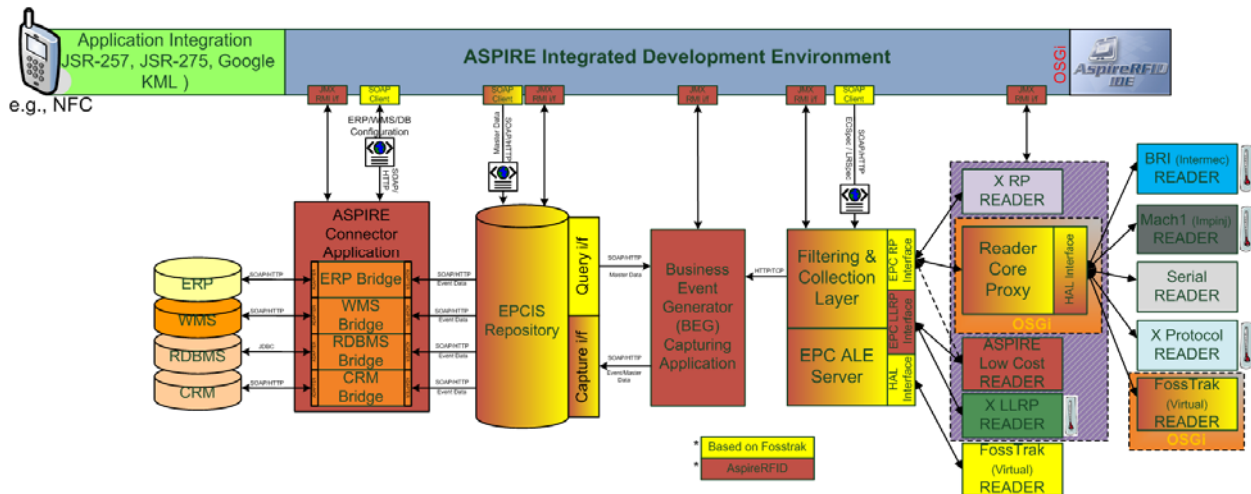 Application Integration
JSR-257, JSR-275, Google
KML )
e.g., NFC
ASPIRE Integrated Development Environment
OSGi
AspireRFID
IDE
JMX
RMI i/f
SOAP
Client
SOAP
Client
JMX
RMI i/f
JMX
RMI i/f
JMX
RMI i/f
SOAP
Client
JMX
RMI i/f
ERP/WMS/DB
Configuration
SOAP/
HTTP
Master Data
SOAP/HTTP
ECSpec / LRSpec
SOAP/HTTP
ASPIRE
Connector
Application
ERP Bridge
WMS
Bridge
RDBMS
Bridge
CRM
Bridge
ERP
WMS
RDBMS
CRM
SOAP/HTTP
SOAP/HTTP
JDBC
SOAP/HTTP
SOAP/HTTP
Event Data
SOAP/HTTP
Event Data
SOAP/HTTP
Event Data
SOAP/HTTP
Event Data
EPCIS
Repository
Query i/f
Capture i/f
SOAP/HTTP
Master Data
SOAP/HTTP
Event/Master
Data
Business
Event
Generator
(BEG)
Capturing
Application
HTTP/TCP
Filtering &
Collection
Layer
EPC ALE
Server
EPC RP
Interface
EPC LLRP
Interface
HAL
Interface
X RP
READER
Reader
Core
Proxy
HAL Interface
OSGi
ASPIRE
Low Cost
READER
X LLRP
READER
FossTrak
(Virtual)
READER
BRI (Intermec)
READER
Mach1 (Impinj)
READER
Serial
READER
X Protocol
READER
FossTrak
(Virtual)
READER
OSGi
* Based on Fosstrak
* AspireRFID